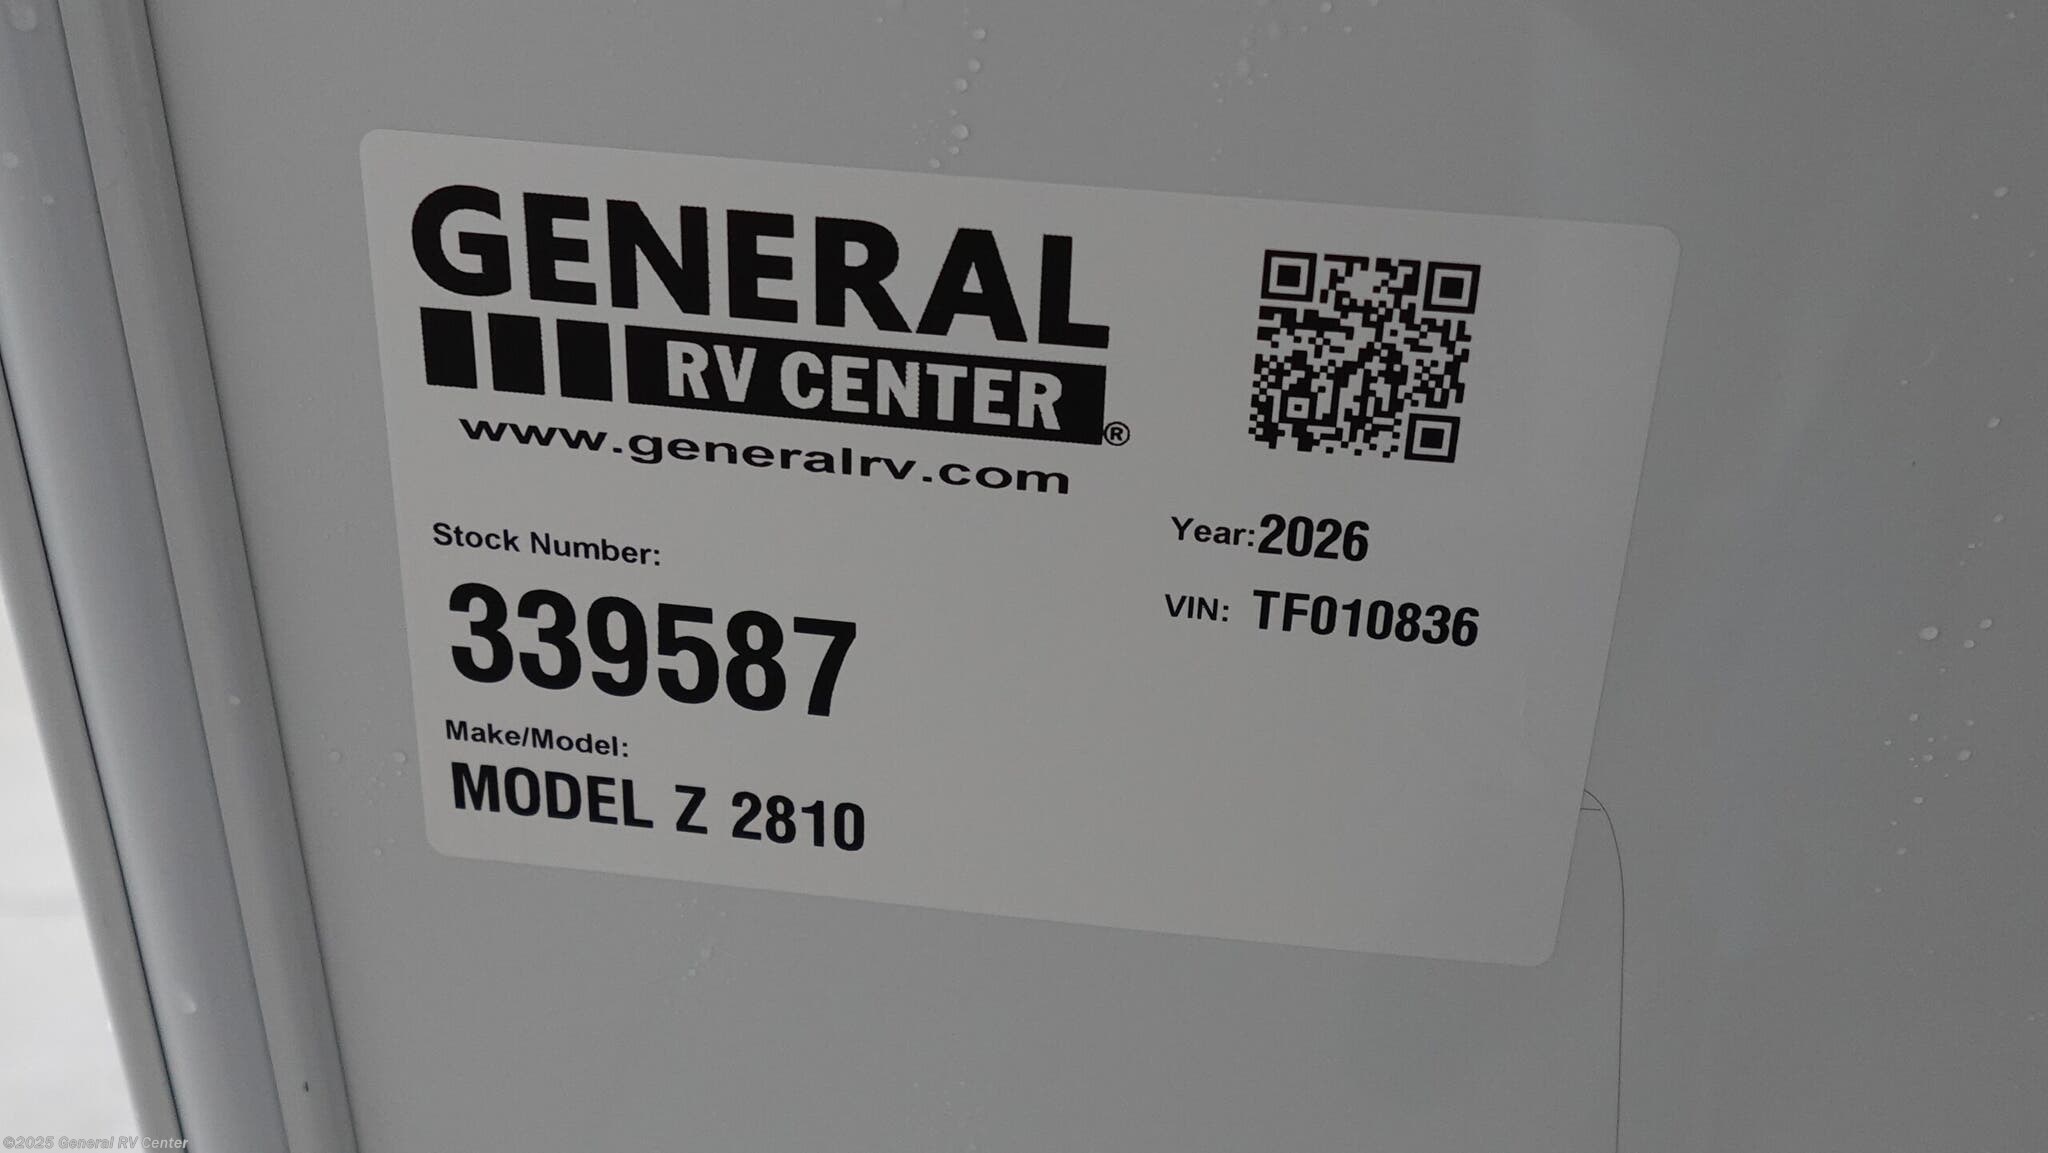 GENERAL
RV CENTER®
www.generalrv.com
Stock Number:
339587
Make/Model:
MODEL Z 2810
Year: 2026
VIN: TF010836
©2025 General RV Center